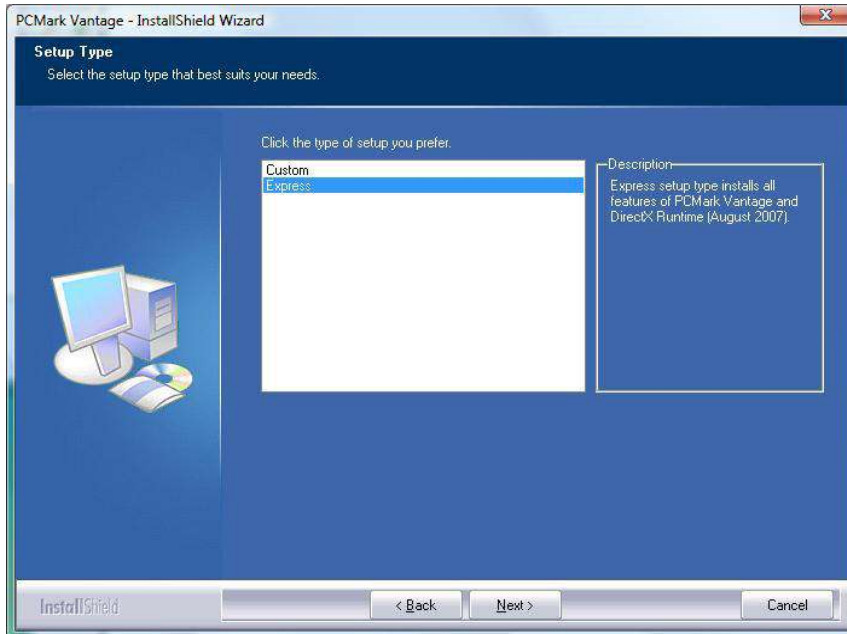 PCMark Vantage - InstallShield Wizard
Setup Type
Select the setup type that best suits your needs.
Click the type of setup you prefer.
Custom
Express
Description
Express setup type installs all
features of PCMark Vantage and
DirectX Runtime (August 2007).
InstallShield
< Back
Next >
Cancel